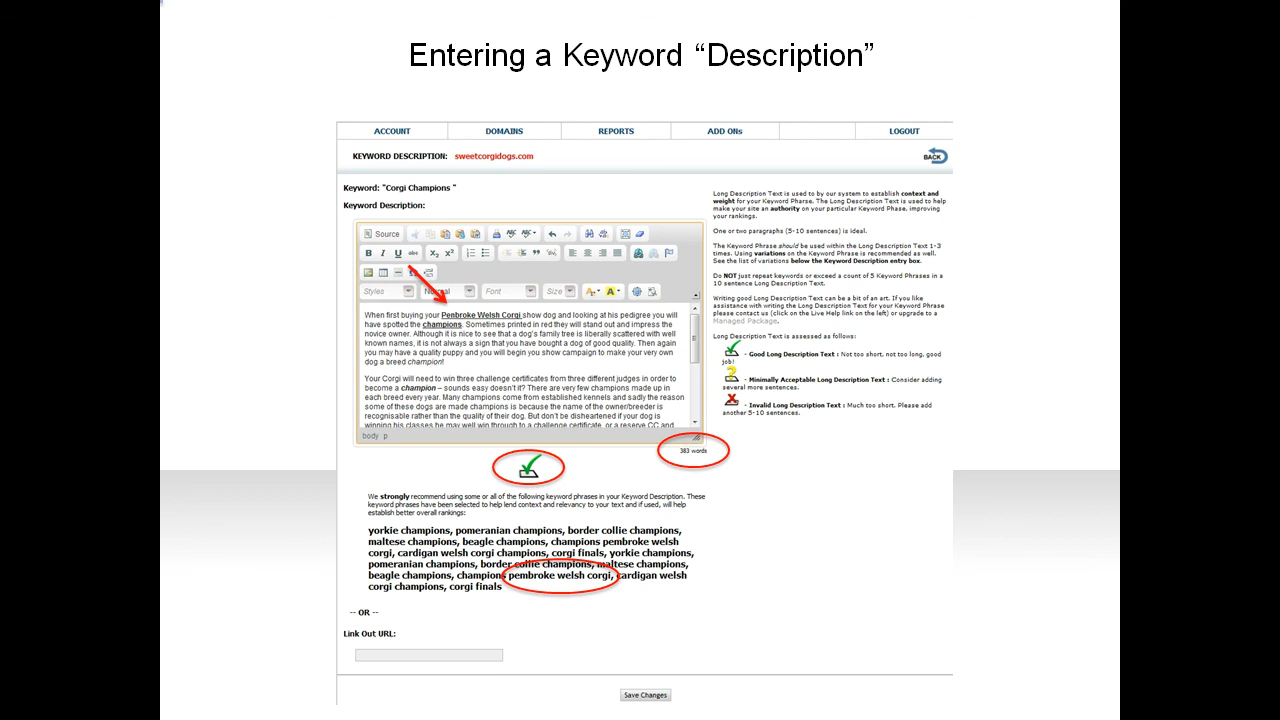 Entering a Keyword “Description”
ACCOUNT DOMAINS REPORTS ADD ONs LOGOUT
KEYWORD DESCRIPTION: sweetcorgidogs.com BACK
Keyword: "Corgi Champions "
Keyword Description:
Source
B I U abc X₂ X²
Styles Normal Font Size A A
When first buying your Penbroke Welsh Corgi show dog and looking at his pedigree you will
have spotted the champions. Sometimes printed in red they will stand out and impress the
novice owner. Although it is nice to see that a dog's family tree is liberally scattered with well
known names, it is not always a sign that you have bought a dog of good quality. Then again
you may have a quality puppy and you will begin you show campaign to make your very own
dog a breed champion!
Your Corgi will need to win three challenge certificates from three different judges in order to
become a champion – sounds easy doesn't it? There are very few champions made up in
each breed every year. Many champions come from established kennels and sadly the reason
some of these dogs are made champions is because the name of the owner/breeder is
recognisable rather than the quality of their dog. But don't be disheartened if your dog is
winning his classes he may well win through to a challenge certificate, or a reserve CC and
body p
383 words
We strongly recommend using some or all of the following keyword phrases in your Keyword Description. These
keyword phrases have been selected to help lend context and relevancy to your text and if used, will help
establish better overall rankings:
yorkie champions, pomeranian champions, border collie champions,
maltese champions, beagle champions, champions pembroke welsh
corgi, cardigan welsh corgi champions, corgi finals, yorkie champions,
pomeranian champions, border collie champions, maltese champions,
beagle champions, champions pembroke welsh corgi, cardigan welsh
corgi champions, corgi finals
-- OR --
Link Out URL:
Long Description Text is used to by our system to establish context and
weight for your Keyword Pharse. The Long Description Text is used to help
make your site an authority on your particular Keyword Phase, improving
your rankings.
One or two paragraphs (5-10 sentences) is ideal.
The Keyword Phrase should be used within the Long Description Text 1-3
times. Using variations on the Keyword Phrase is recommended as well.
See the list of variations below the Keyword Description entry box.
Do NOT just repeat keywords or exceed a count of 5 Keyword Phrases in a
10 sentence Long Description Text.
Writing good Long Description Text can be a bit of an art. If you like
assistance with writing the Long Description Text for your Keyword Phrase
please contact us (click on the Live Help link on the left) or upgrade to a
Managed Package.
Long Description Text is assessed as follows:
- Good Long Description Text : Not too short, not too long, good
job!
- Minimally Acceptable Long Description Text : Consider adding
several more sentences.
- Invalid Long Description Text : Much too short. Please add
another 5-10 sentences.
Save Changes